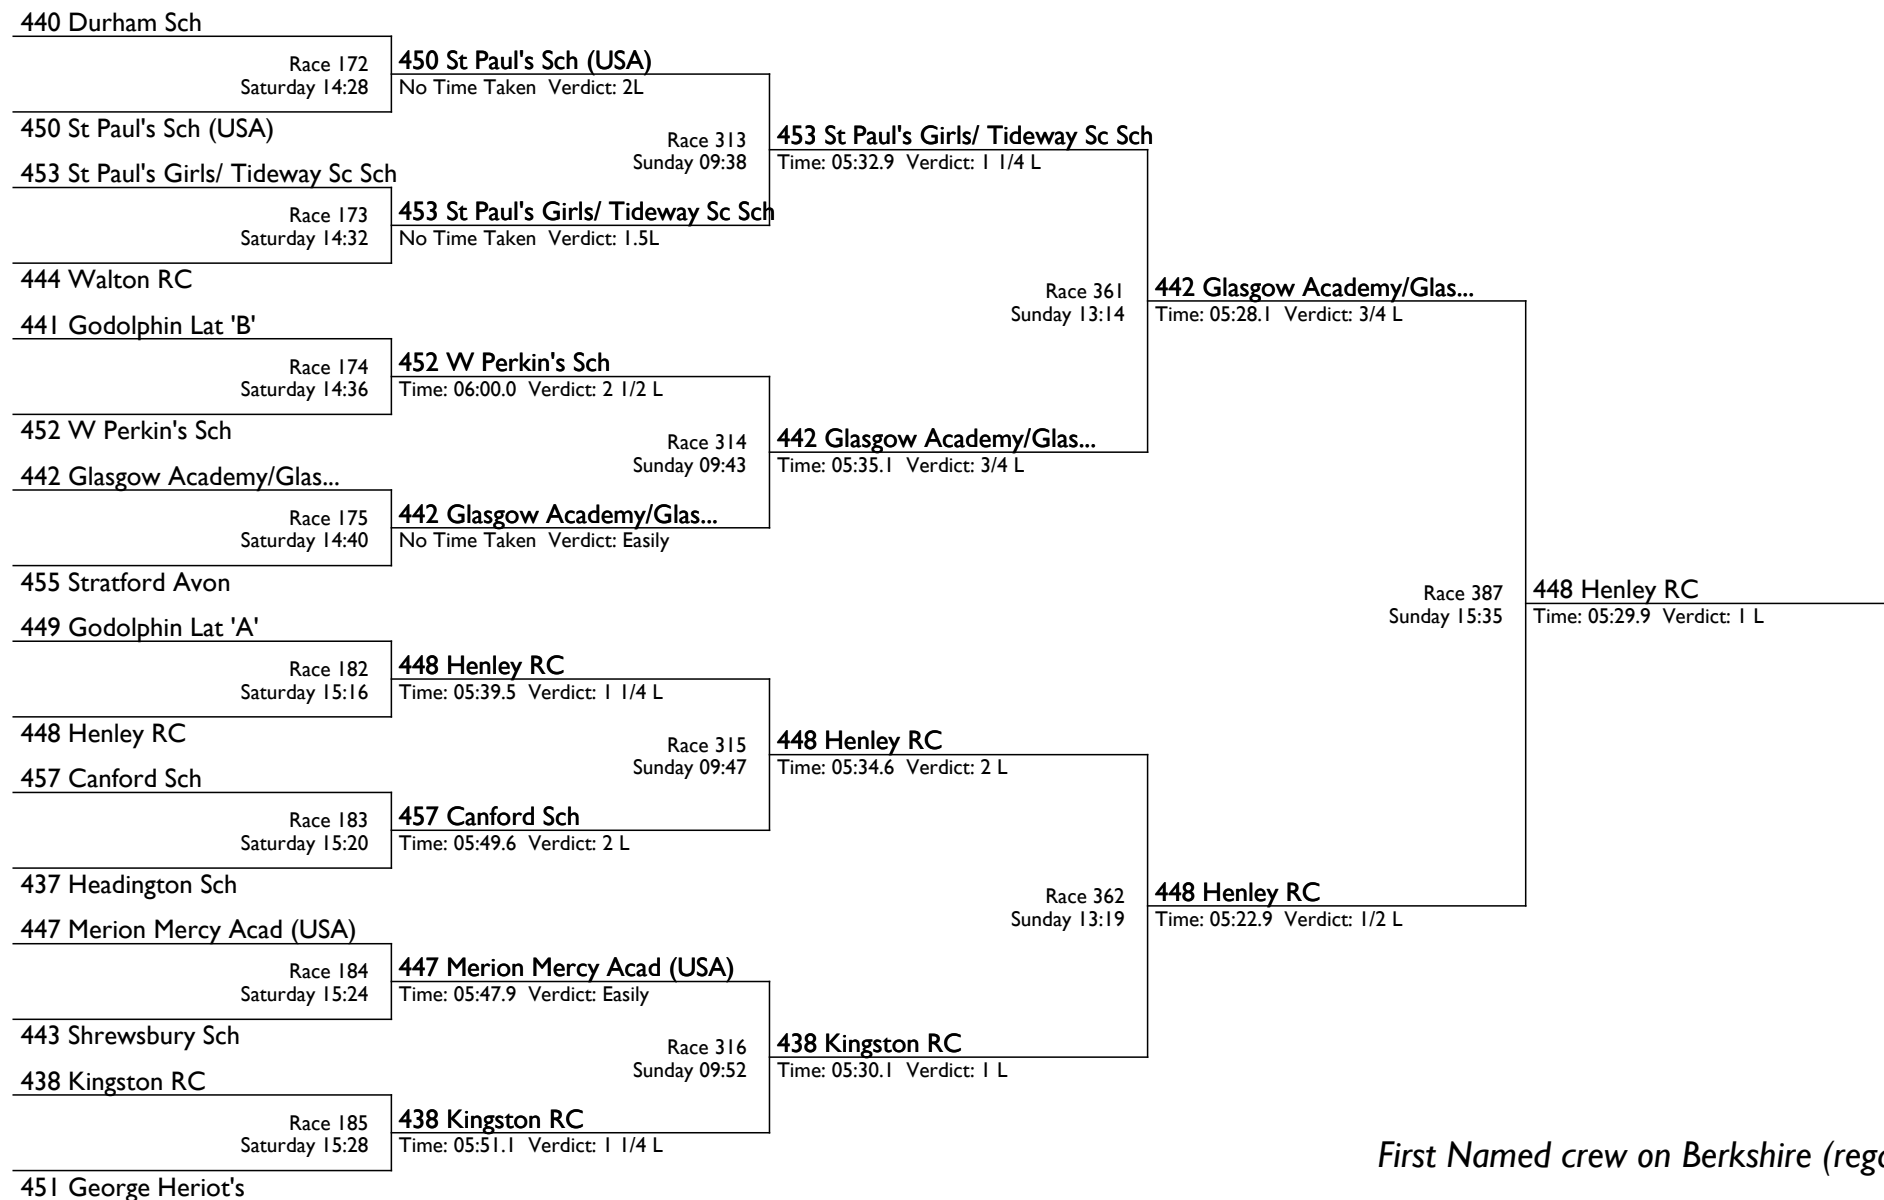 440 Durham Sch
Race 172
Saturday 14:28
450 St Paul's Sch (USA)
No Time Taken Verdict: 2L
450 St Paul's Sch (USA)
Race 313
Sunday 09:38
453 St Paul's Girls/ Tideway Sc Sch
Time: 05:32.9 Verdict: 1 1/4 L
453 St Paul's Girls/ Tideway Sc Sch
Race 173
Saturday 14:32
453 St Paul's Girls/ Tideway Sc Sch
No Time Taken Verdict: 1.5L
444 Walton RC
Race 361
Sunday 13:14
442 Glasgow Academy/Glas...
Time: 05:28.1 Verdict: 3/4 L
441 Godolphin Lat 'B'
Race 174
Saturday 14:36
452 W Perkin's Sch
Time: 06:00.0 Verdict: 2 1/2 L
452 W Perkin's Sch
Race 314
Sunday 09:43
442 Glasgow Academy/Glas...
Time: 05:35.1 Verdict: 3/4 L
442 Glasgow Academy/Glas...
Race 175
Saturday 14:40
442 Glasgow Academy/Glas...
No Time Taken Verdict: Easily
455 Stratford Avon
Race 387
Sunday 15:35
448 Henley RC
Time: 05:29.9 Verdict: 1 L
449 Godolphin Lat 'A'
Race 182
Saturday 15:16
448 Henley RC
Time: 05:39.5 Verdict: 1 1/4 L
448 Henley RC
Race 315
Sunday 09:47
448 Henley RC
Time: 05:34.6 Verdict: 2 L
457 Canford Sch
Race 183
Saturday 15:20
457 Canford Sch
Time: 05:49.6 Verdict: 2 L
437 Headington Sch
Race 362
Sunday 13:19
448 Henley RC
Time: 05:22.9 Verdict: 1/2 L
447 Merion Mercy Acad (USA)
Race 184
Saturday 15:24
447 Merion Mercy Acad (USA)
Time: 05:47.9 Verdict: Easily
443 Shrewsbury Sch
Race 316
Sunday 09:52
438 Kingston RC
Time: 05:30.1 Verdict: 1 L
438 Kingston RC
Race 185
Saturday 15:28
438 Kingston RC
Time: 05:51.1 Verdict: 1 1/4 L
451 George Heriot's
First Named crew on Berkshire